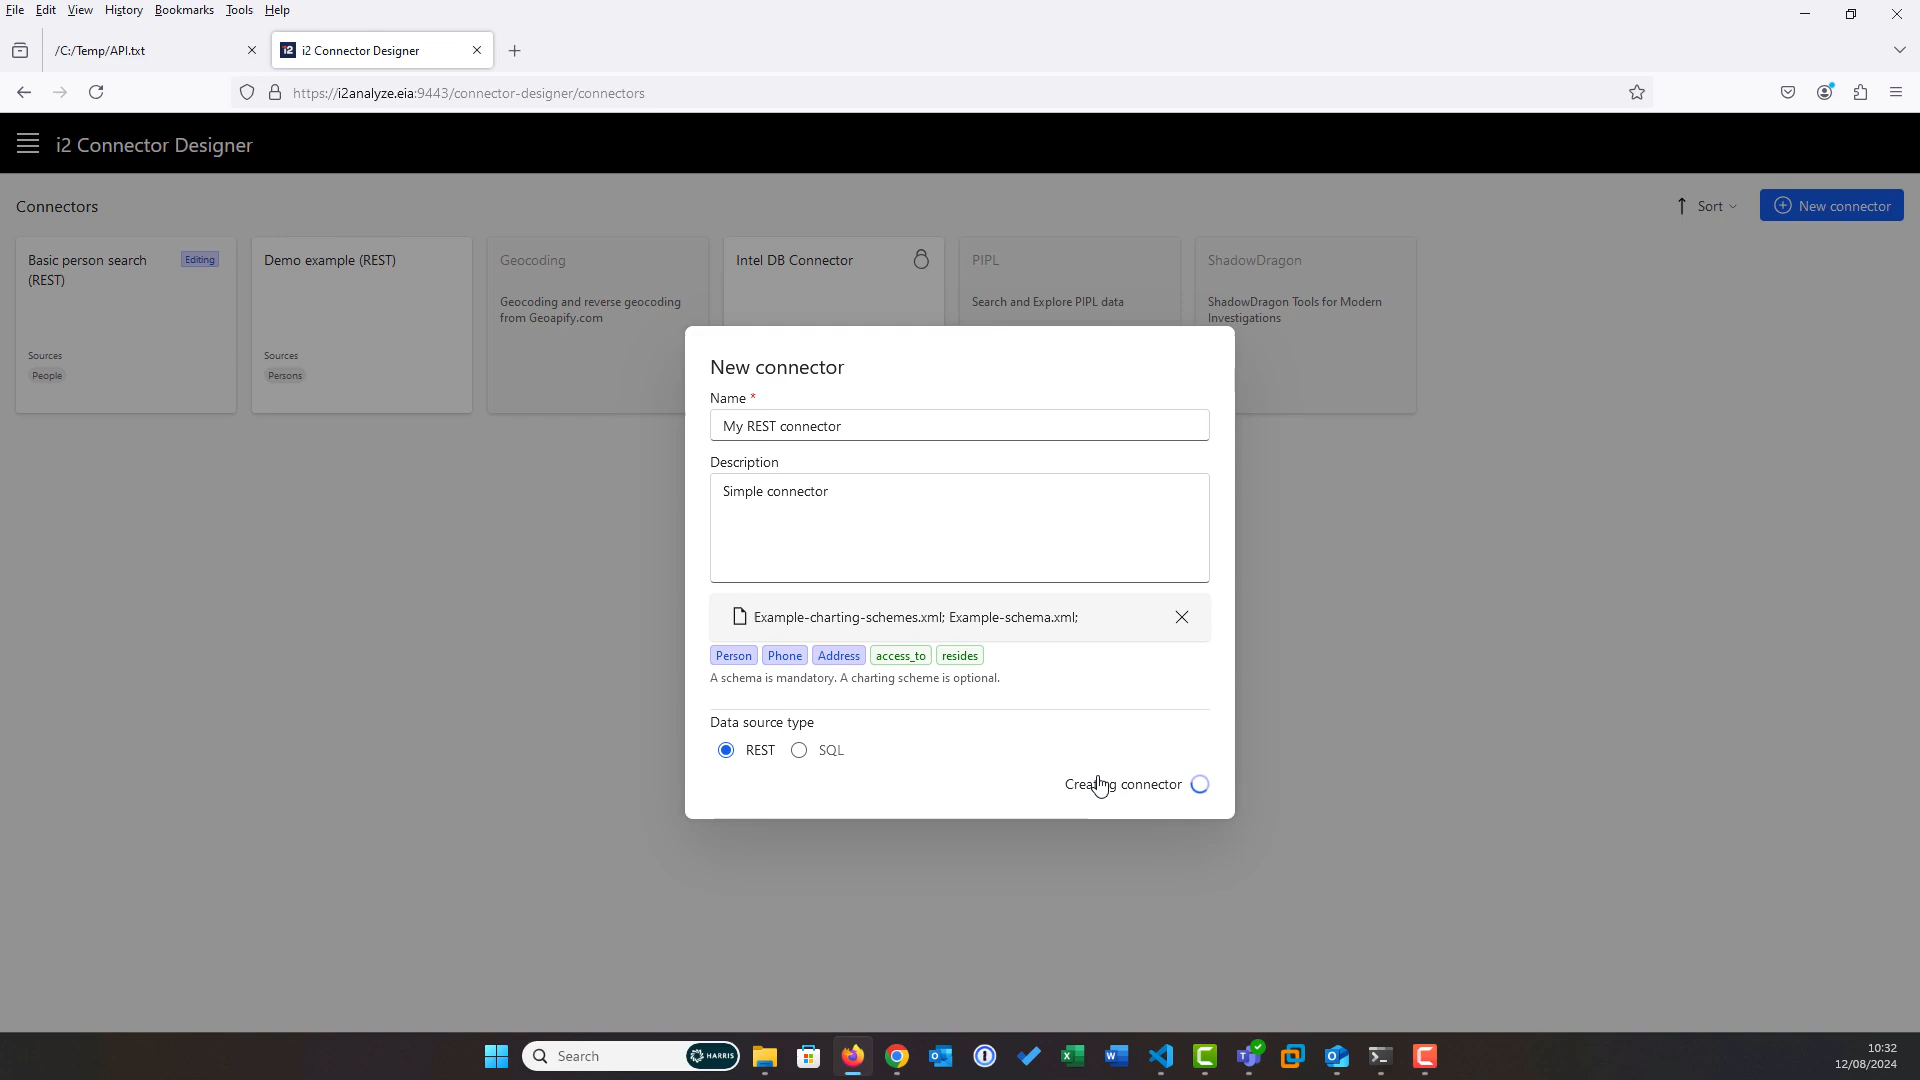 File Edit View History Bookmarks Tools Help
/C:/Temp/API.txt
i2 i2 Connector Designer
https://i2analyze.eia:9443/connector-designer/connectors
i2 Connector Designer
Connectors
Sort
New connector
Basic person search (REST)
Editing
Sources
People
Demo example (REST)
Sources
Persons
Geocoding
Geocoding and reverse geocoding
from Geoapify.com
Intel DB Connector
PIPL
Search and Explore PIPL data
ShadowDragon
ShadowDragon Tools for Modern
Investigations
New connector
Name *
My REST connector
Description
Simple connector
Example-charting-schemes.xml; Example-schema.xml;
Person Phone Address access_to resides
A schema is mandatory. A charting scheme is optional.
Data source type
REST SQL
Creating connector
Search
HARRIS
10:32
12/08/2024